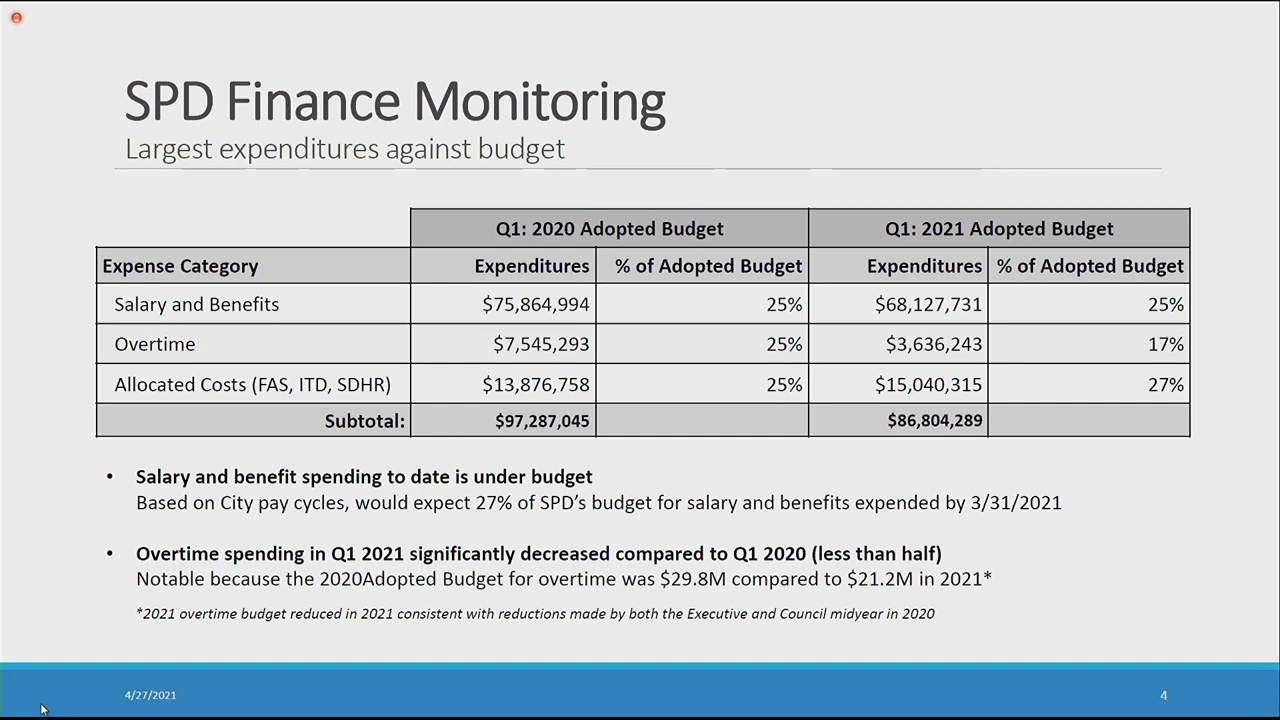 SPD Finance Monitoring
Largest expenditures against budget
Q1: 2020 Adopted Budget Q1: 2021 Adopted Budget
Expense Category Expenditures % of Adopted Budget Expenditures % of Adopted Budget
Salary and Benefits $75,864,994 25% $68,127,731 25%
Overtime $7,545,293 25% $3,636,243 17%
Allocated Costs (FAS, ITD, SDHR) $13,876,758 25% $15,040,315 27%
Subtotal: $97,287,045 $86,804,289
• Salary and benefit spending to date is under budget
Based on City pay cycles, would expect 27% of SPD's budget for salary and benefits expended by 3/31/2021
• Overtime spending in Q1 2021 significantly decreased compared to Q1 2020 (less than half)
Notable because the 2020Adopted Budget for overtime was $29.8M compared to $21.2M in 2021*
*2021 overtime budget reduced in 2021 consistent with reductions made by both the Executive and Council midyear in 2020
4/27/2021 4